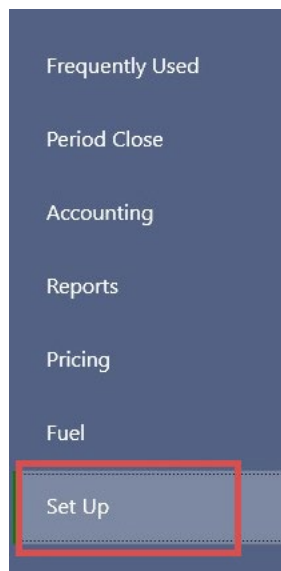 Frequently Used
Period Close
Accounting
Reports
Pricing
Fuel
Set Up